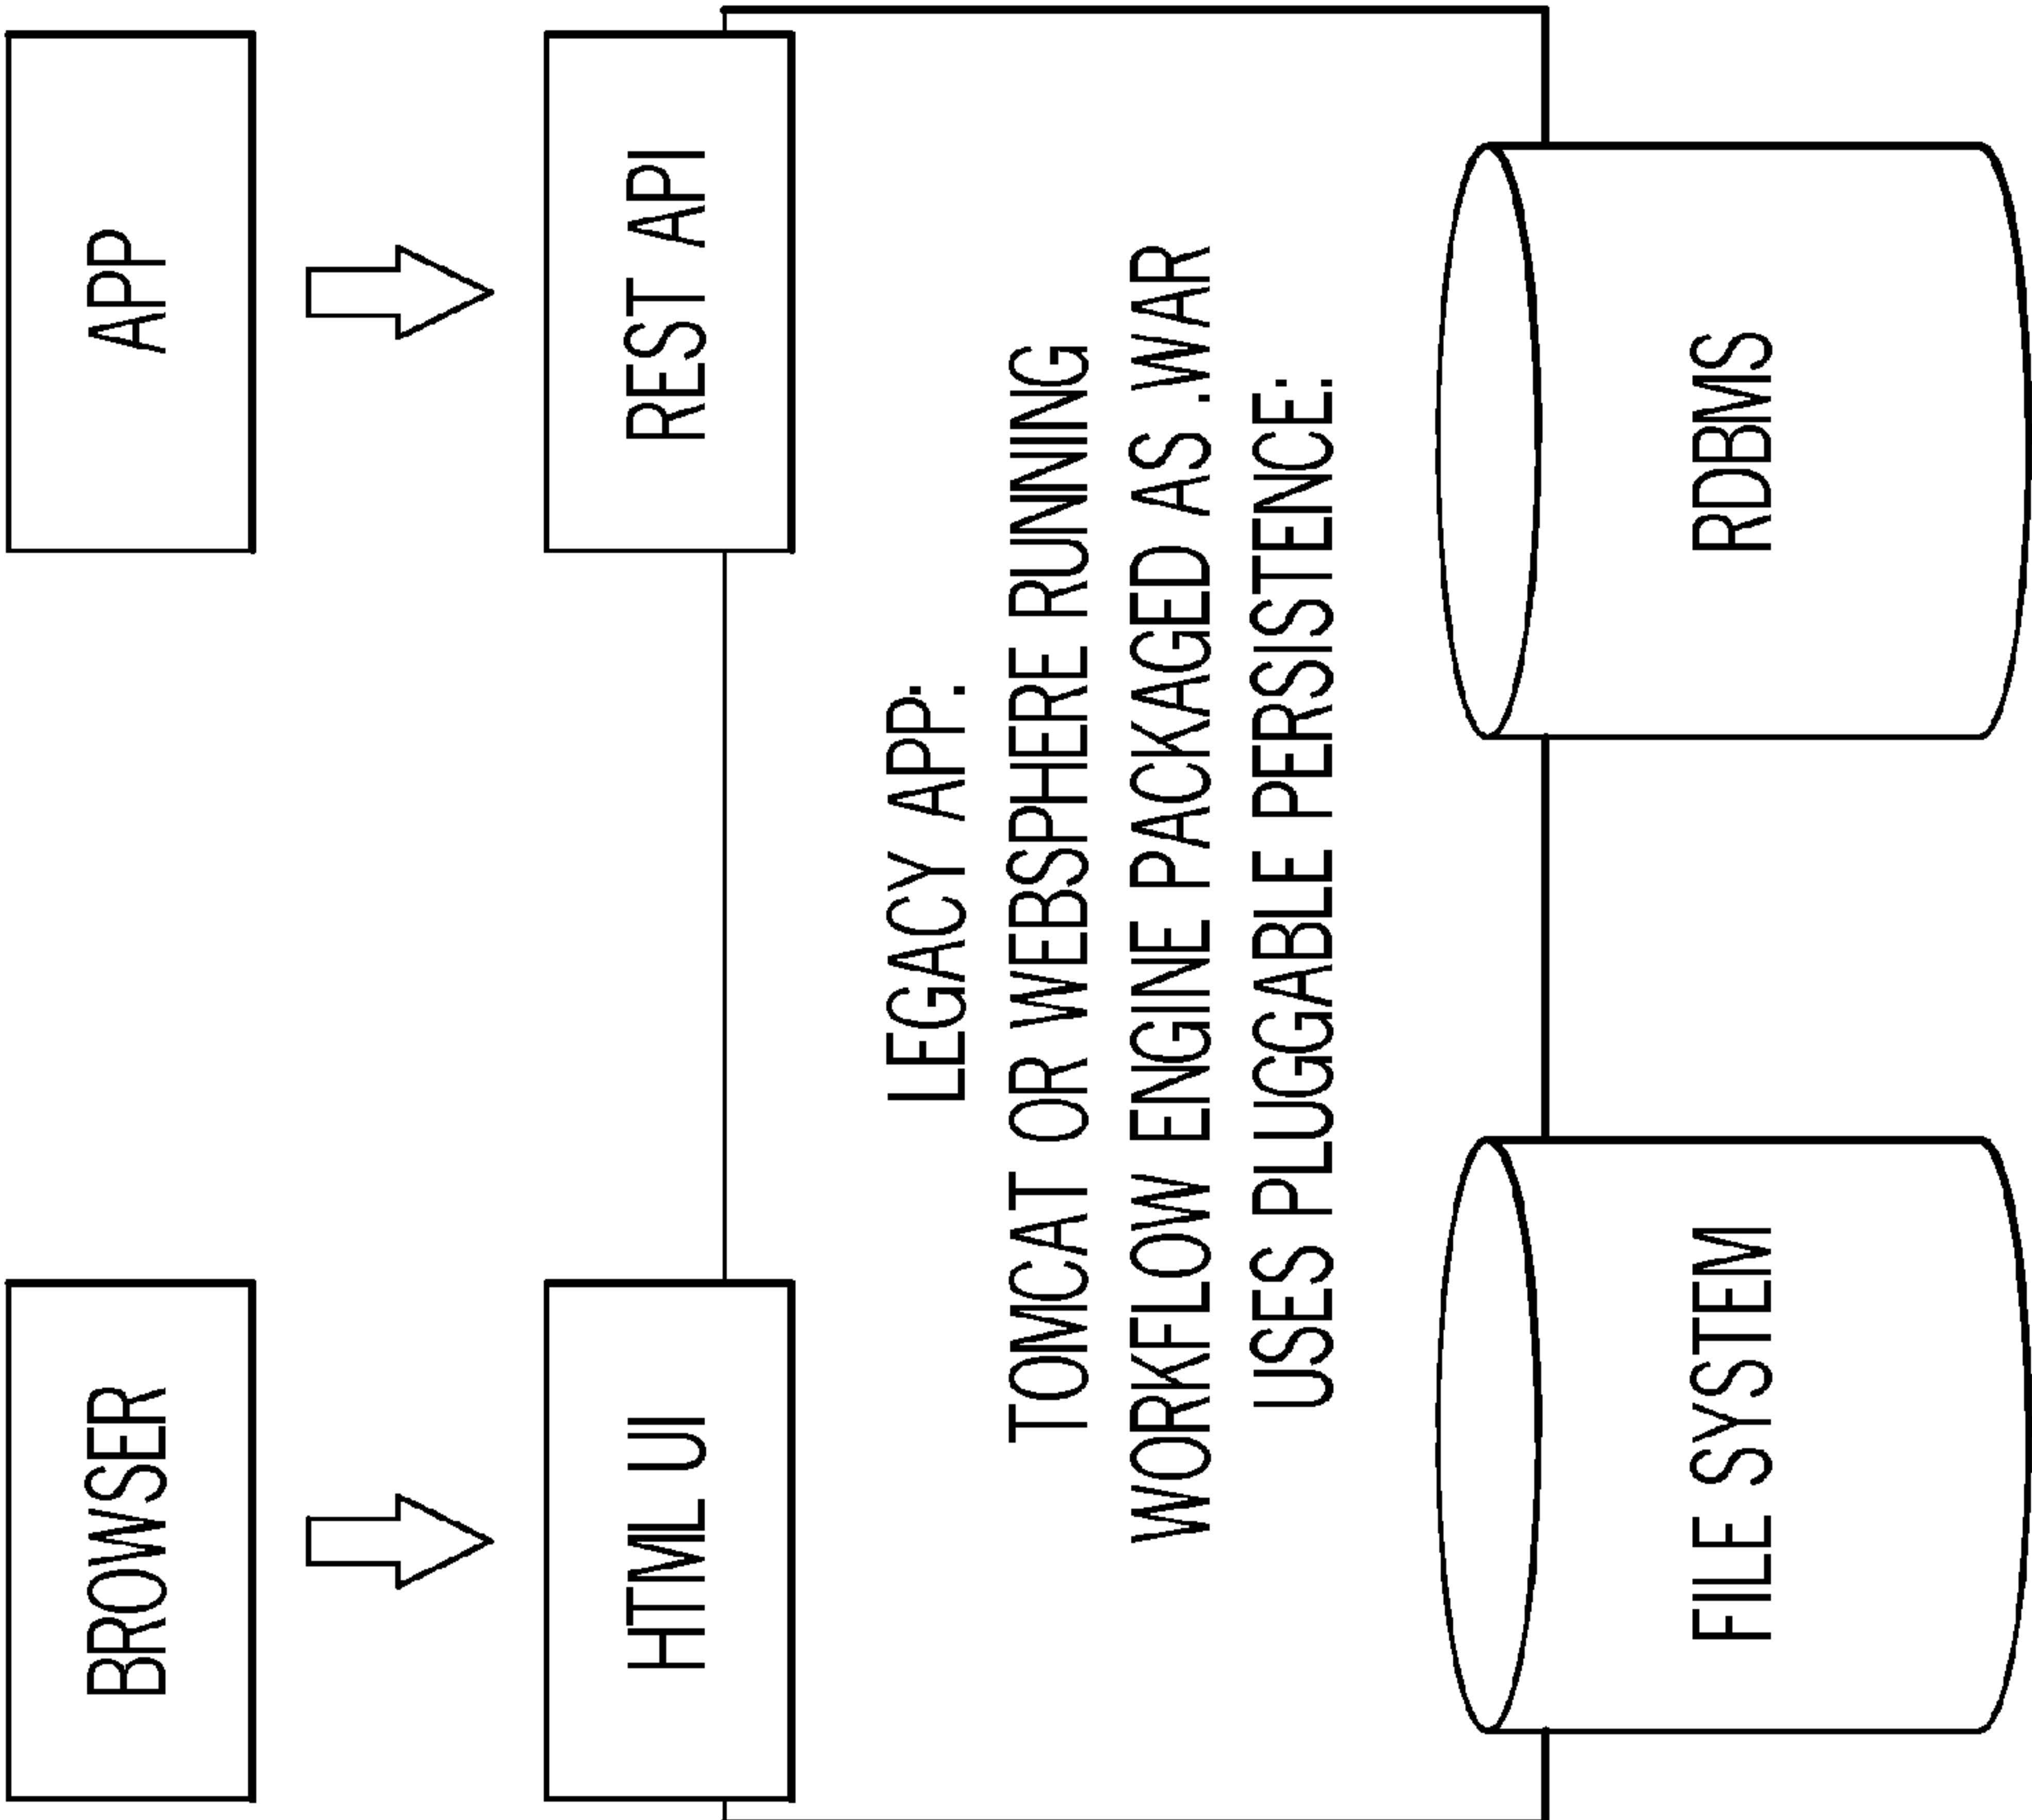 BROWSER
APP
HTML UI
REST API
LEGACY APP:
TOMCAT OR WEBSPHERE RUNNING
WORKFLOW ENGINE PACKAGED AS .WAR
USES PLUGGABLE PERSISTENCE:
FILE SYSTEM
RDBMS